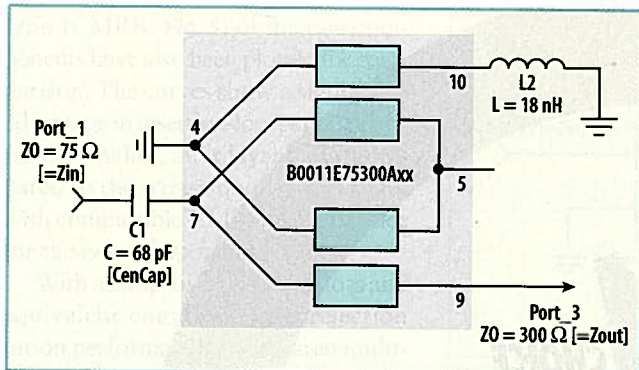 Port_1
Z0 = 75 Ω
[=Zin]
4
7
C1
C = 68 pF
[CenCap]
B0011E75300Axx
10
L2
L = 18 nH
5
9
Port_3
Z0 = 300 Ω [=Zout]